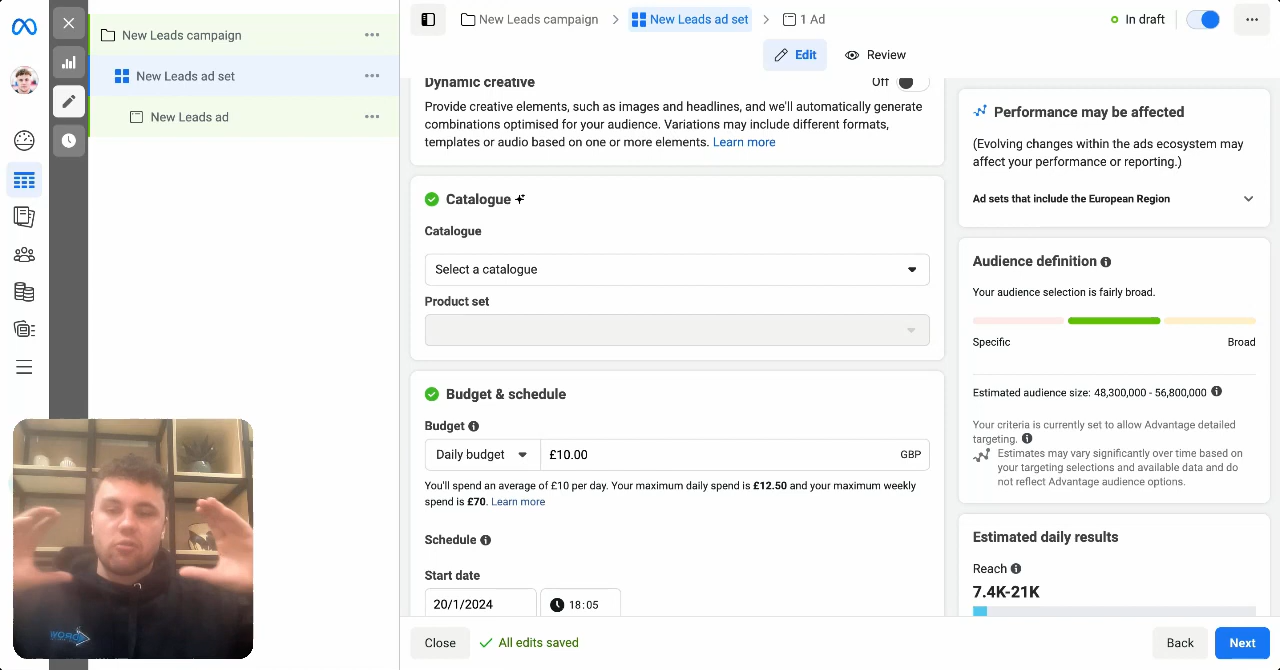 New Leads campaign
New Leads ad set
New Leads ad
New Leads campaign
New Leads ad set
1 Ad
In draft
Edit
Review
Dynamic creative
Off
Provide creative elements, such as images and headlines, and we'll automatically generate
combinations optimised for your audience. Variations may include different formats,
templates or audio based on one or more elements. Learn more
Catalogue
Catalogue
Select a catalogue
Product set
Budget & schedule
Budget
Daily budget
£10.00
GBP
You'll spend an average of £10 per day. Your maximum daily spend is £12.50 and your maximum weekly
spend is £70. Learn more
Schedule
Start date
20/1/2024
18:05
Close
All edits saved
Back
Next
Performance may be affected
(Evolving changes within the ads ecosystem may
affect your performance or reporting.)
Ad sets that include the European Region
Audience definition
Your audience selection is fairly broad.
Specific
Broad
Estimated audience size: 48,300,000 - 56,800,000
Your criteria is currently set to allow Advantage detailed
targeting.
Estimates may vary significantly over time based on
your targeting selections and available data and do
not reflect Advantage audience options.
Estimated daily results
Reach
7.4K-21K